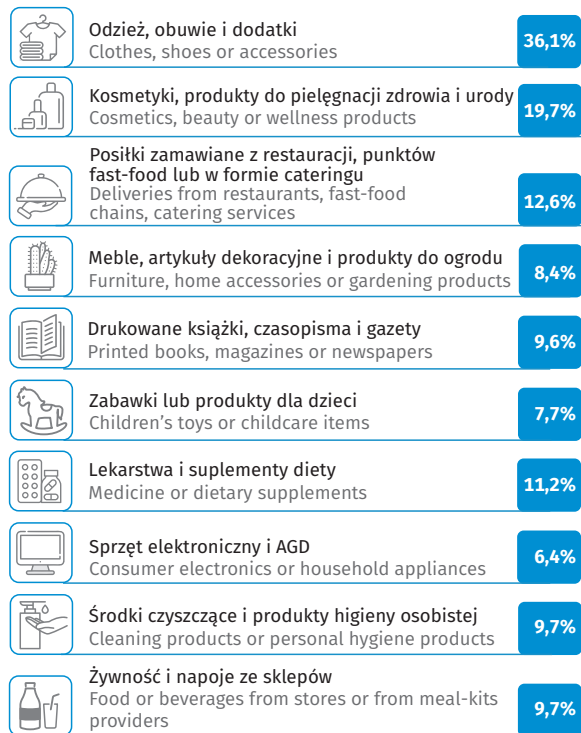 Odzież, obuwie i dodatki
Clothes, shoes or accessories
36,1%
Kosmetyki, produkty do pielęgnacji zdrowia i urody
Cosmetics, beauty or wellness products
19,7%
Posiłki zamawiane z restauracji, punktów
fast-food lub w formie cateringu
Deliveries from restaurants, fast-food
chains, catering services
12,6%
Meble, artykuły dekoracyjne i produkty do ogrodu
Furniture, home accessories or gardening products
8,4%
Drukowane książki, czasopisma i gazety
Printed books, magazines or newspapers
9,6%
Zabawki lub produkty dla dzieci
Children's toys or childcare items
7,7%
Lekarstwa i suplementy diety
Medicine or dietary supplements
11,2%
Sprzęt elektroniczny i AGD
Consumer electronics or household appliances
6,4%
Środki czyszczące i produkty higieny osobistej
Cleaning products or personal hygiene products
9,7%
Żywność i napoje ze sklepów
Food or beverages from stores or from meal-kits
providers
9,7%